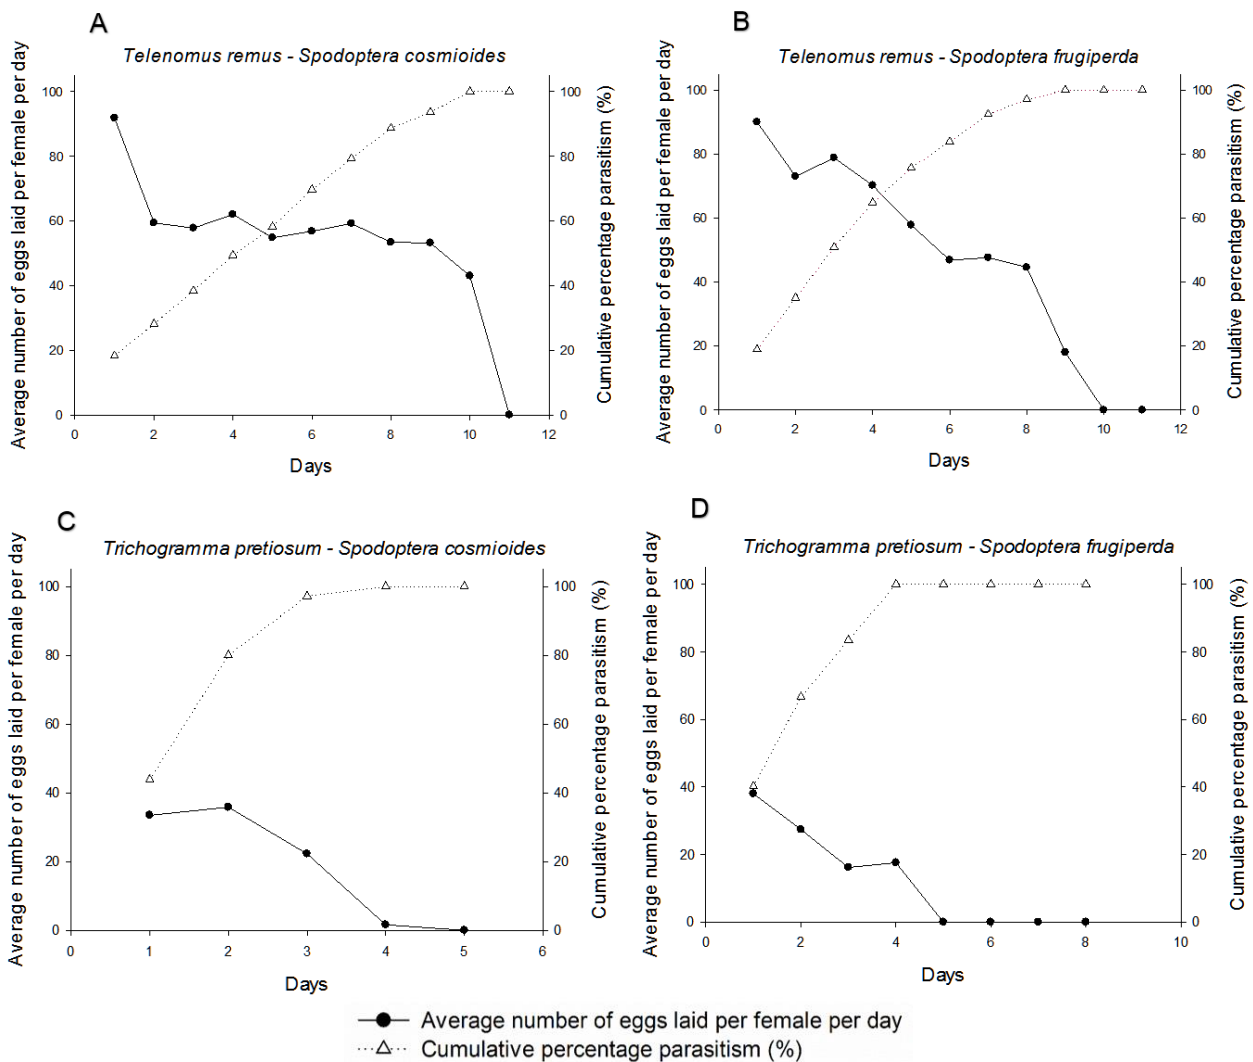 A
Telenomus remus - Spodoptera cosmioides
Average number of eggs laid per female per day
100
80
60
40
20
0
100
80
60
40
20
0
Cumulative percentage parasitism (%)
0 2 4 6 8 10 12
Days
B
Telenomus remus - Spodoptera frugiperda
Average number of eggs laid per female per day
100
80
60
40
20
0
100
80
60
40
20
0
Cumulative percentage parasitism (%)
0 2 4 6 8 10 12
Days
C
Trichogramma pretiosum - Spodoptera cosmioides
Average number of eggs laid per female per day
100
80
60
40
20
0
100
80
60
40
20
0
Cumulative percentage parasitism (%)
0 1 2 3 4 5 6
Days
D
Trichogramma pretiosum - Spodoptera frugiperda
Average number of eggs laid per female per day
100
80
60
40
20
0
100
80
60
40
20
0
Cumulative percentage parasitism (%)
0 2 4 6 8 10
Days
Average number of eggs laid per female per day
Cumulative percentage parasitism (%)